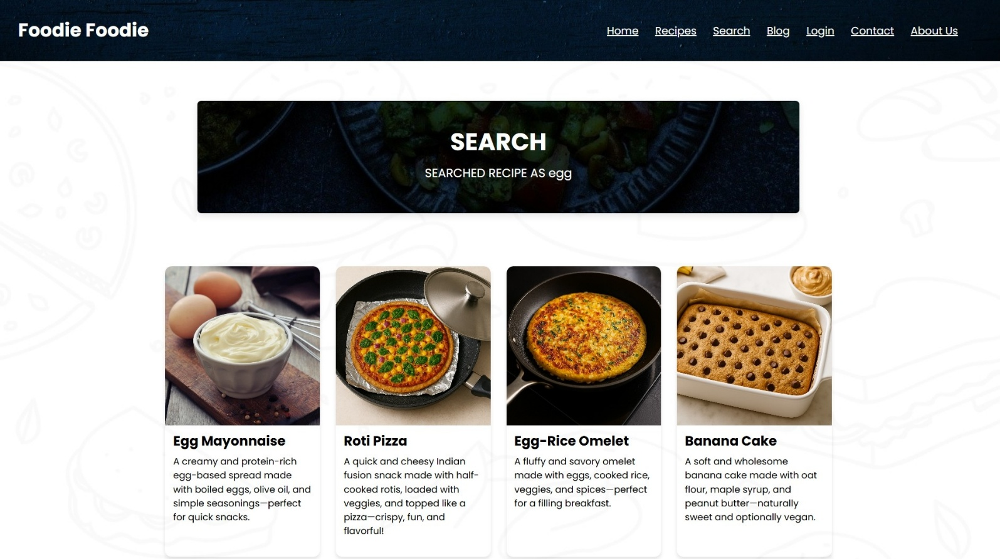 Foodie Foodie
Home Recipes Search Blog Login Contact About Us
SEARCH
SEARCHED RECIPE AS egg
Egg Mayonnaise
A creamy and protein-rich
egg-based spread made
with boiled eggs, olive oil, and
simple seasonings—perfect
for quick snacks.
Roti Pizza
A quick and cheesy Indian
fusion snack made with half-
cooked rotis, loaded with
veggies, and topped like a
pizza—crispy, fun, and
flavorful!
Egg-Rice Omelet
A fluffy and savory omelet
made with eggs, cooked rice,
veggies, and spices—perfect
for a filling breakfast.
Banana Cake
A soft and wholesome
banana cake made with oat
flour, maple syrup, and
peanut butter—naturally
sweet and optionally vegan.